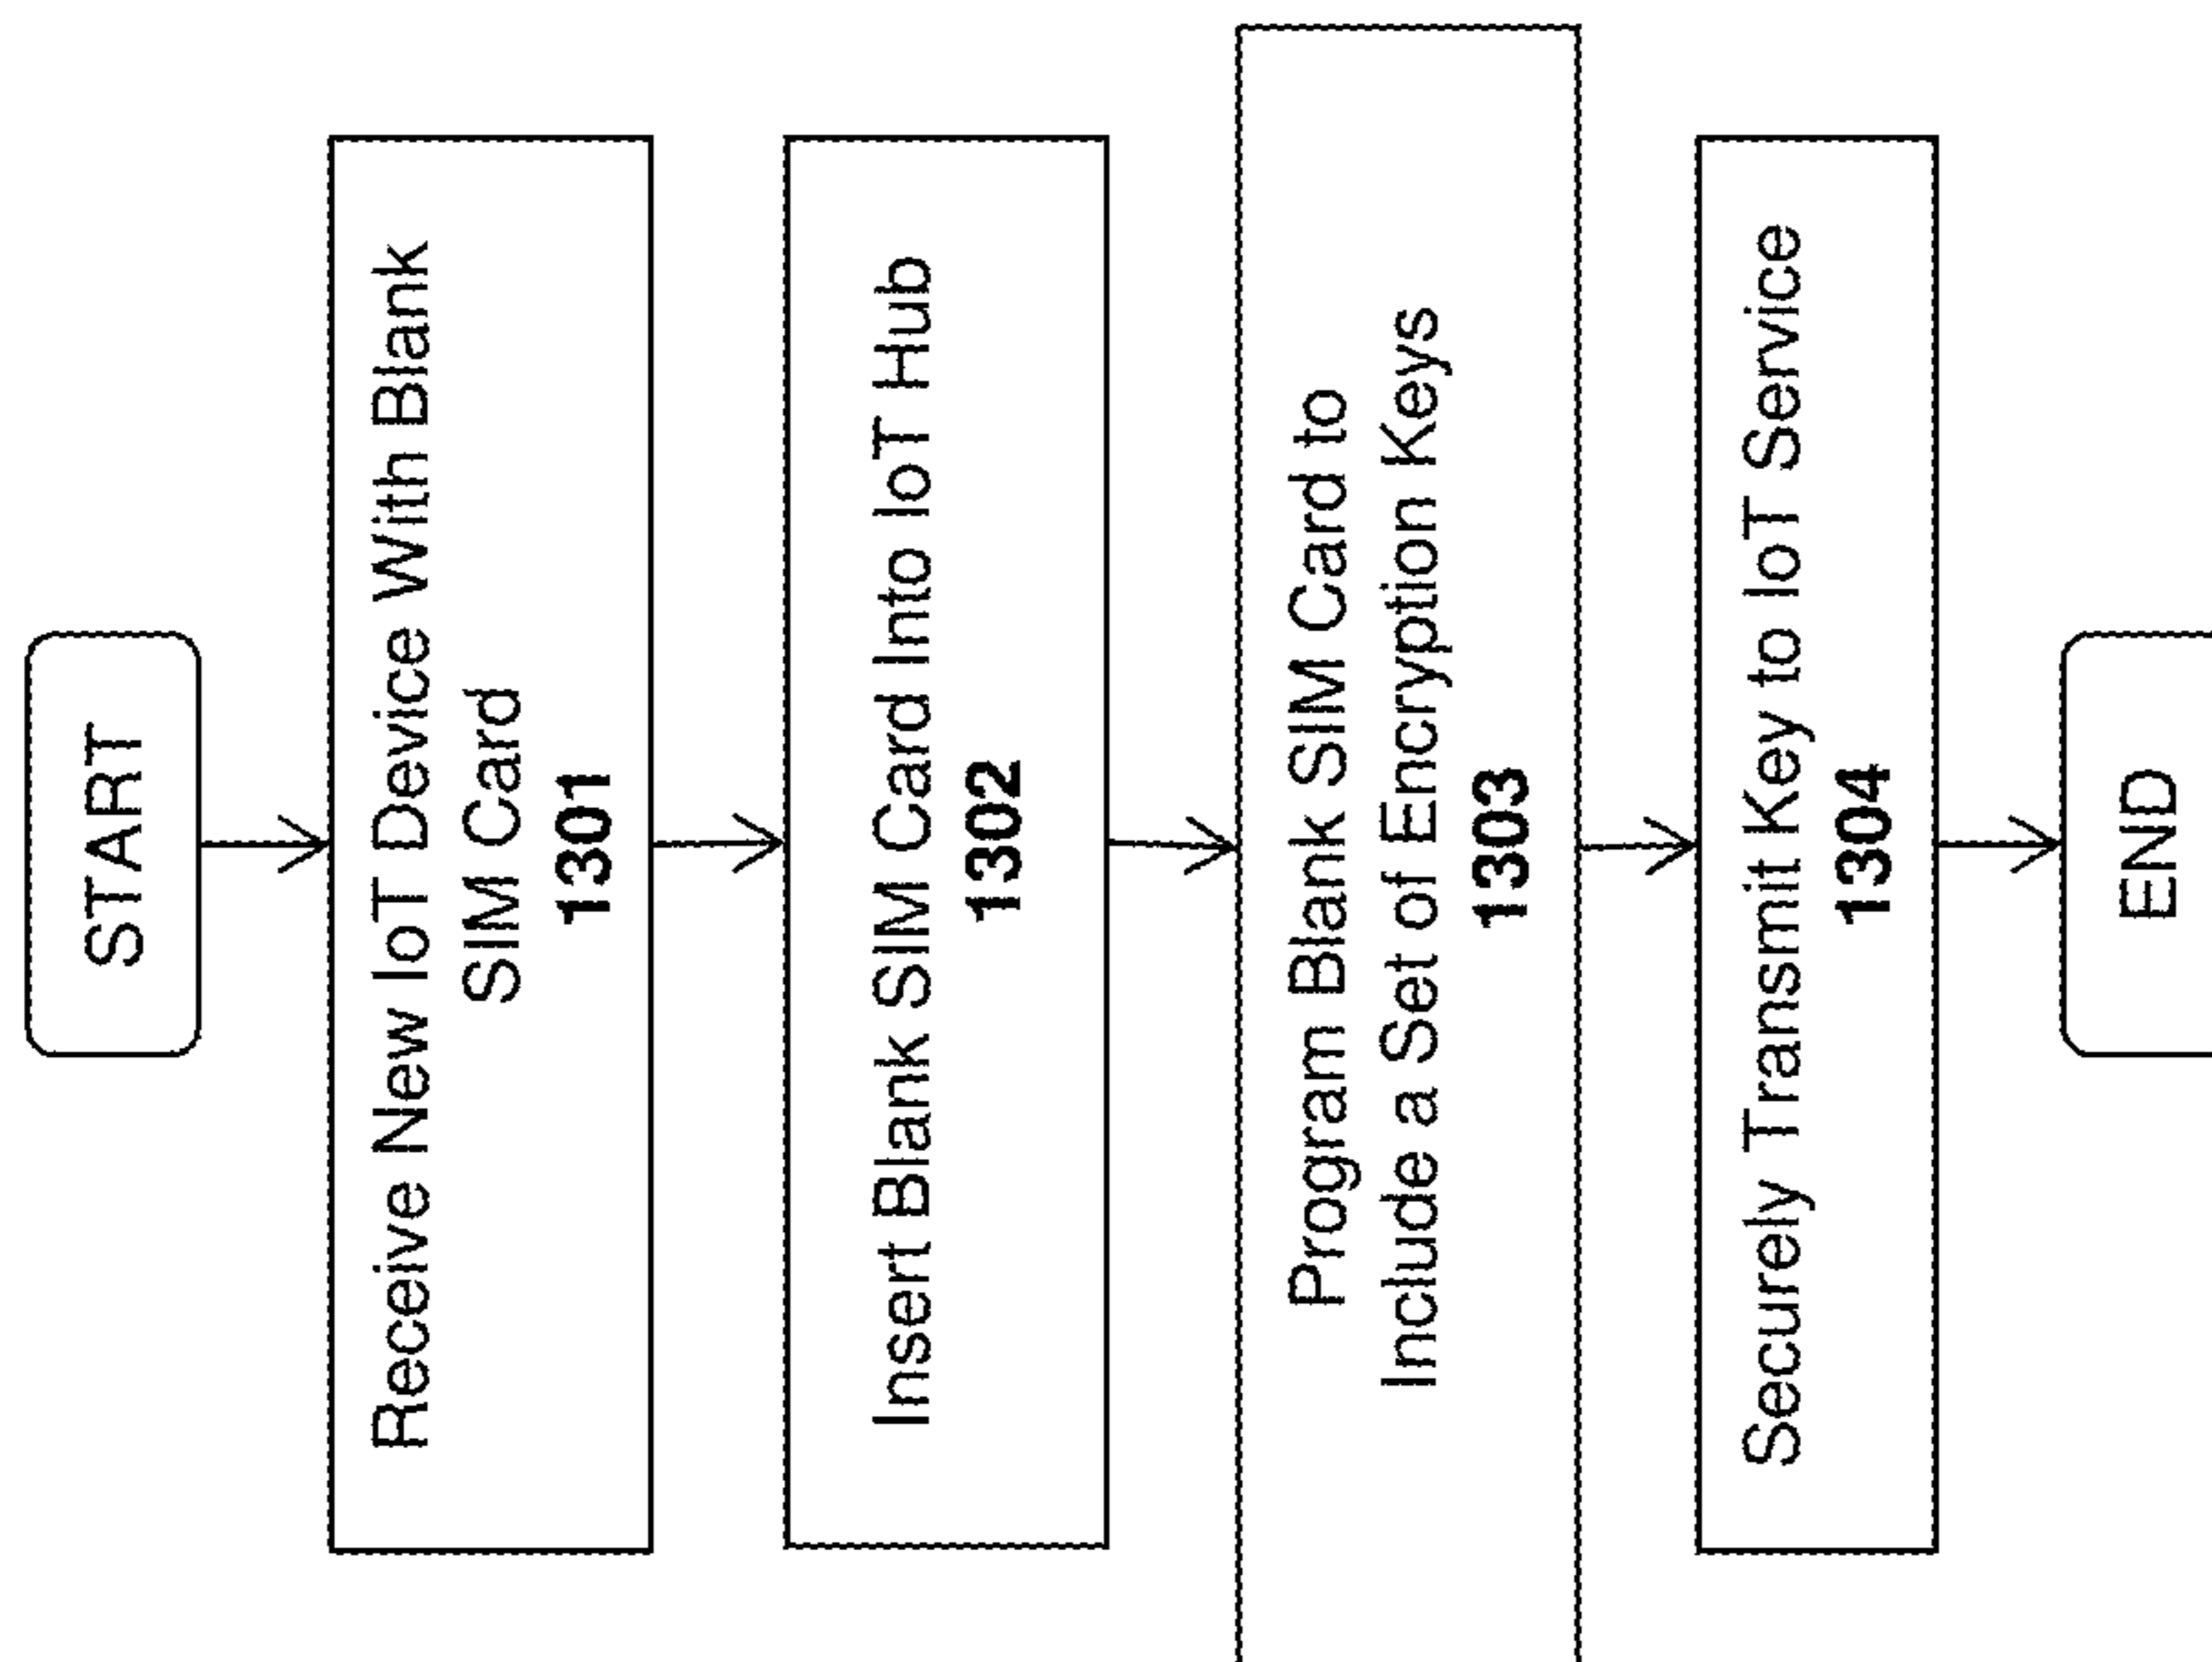 START
Receive New IoT Device With Blank
SIM Card
1301
Insert Blank SIM Card Into IoT Hub
1302
Program Blank SIM Card to
Include a Set of Encryption Keys
1303
Securely Transmit Key to IoT Service
1304
END